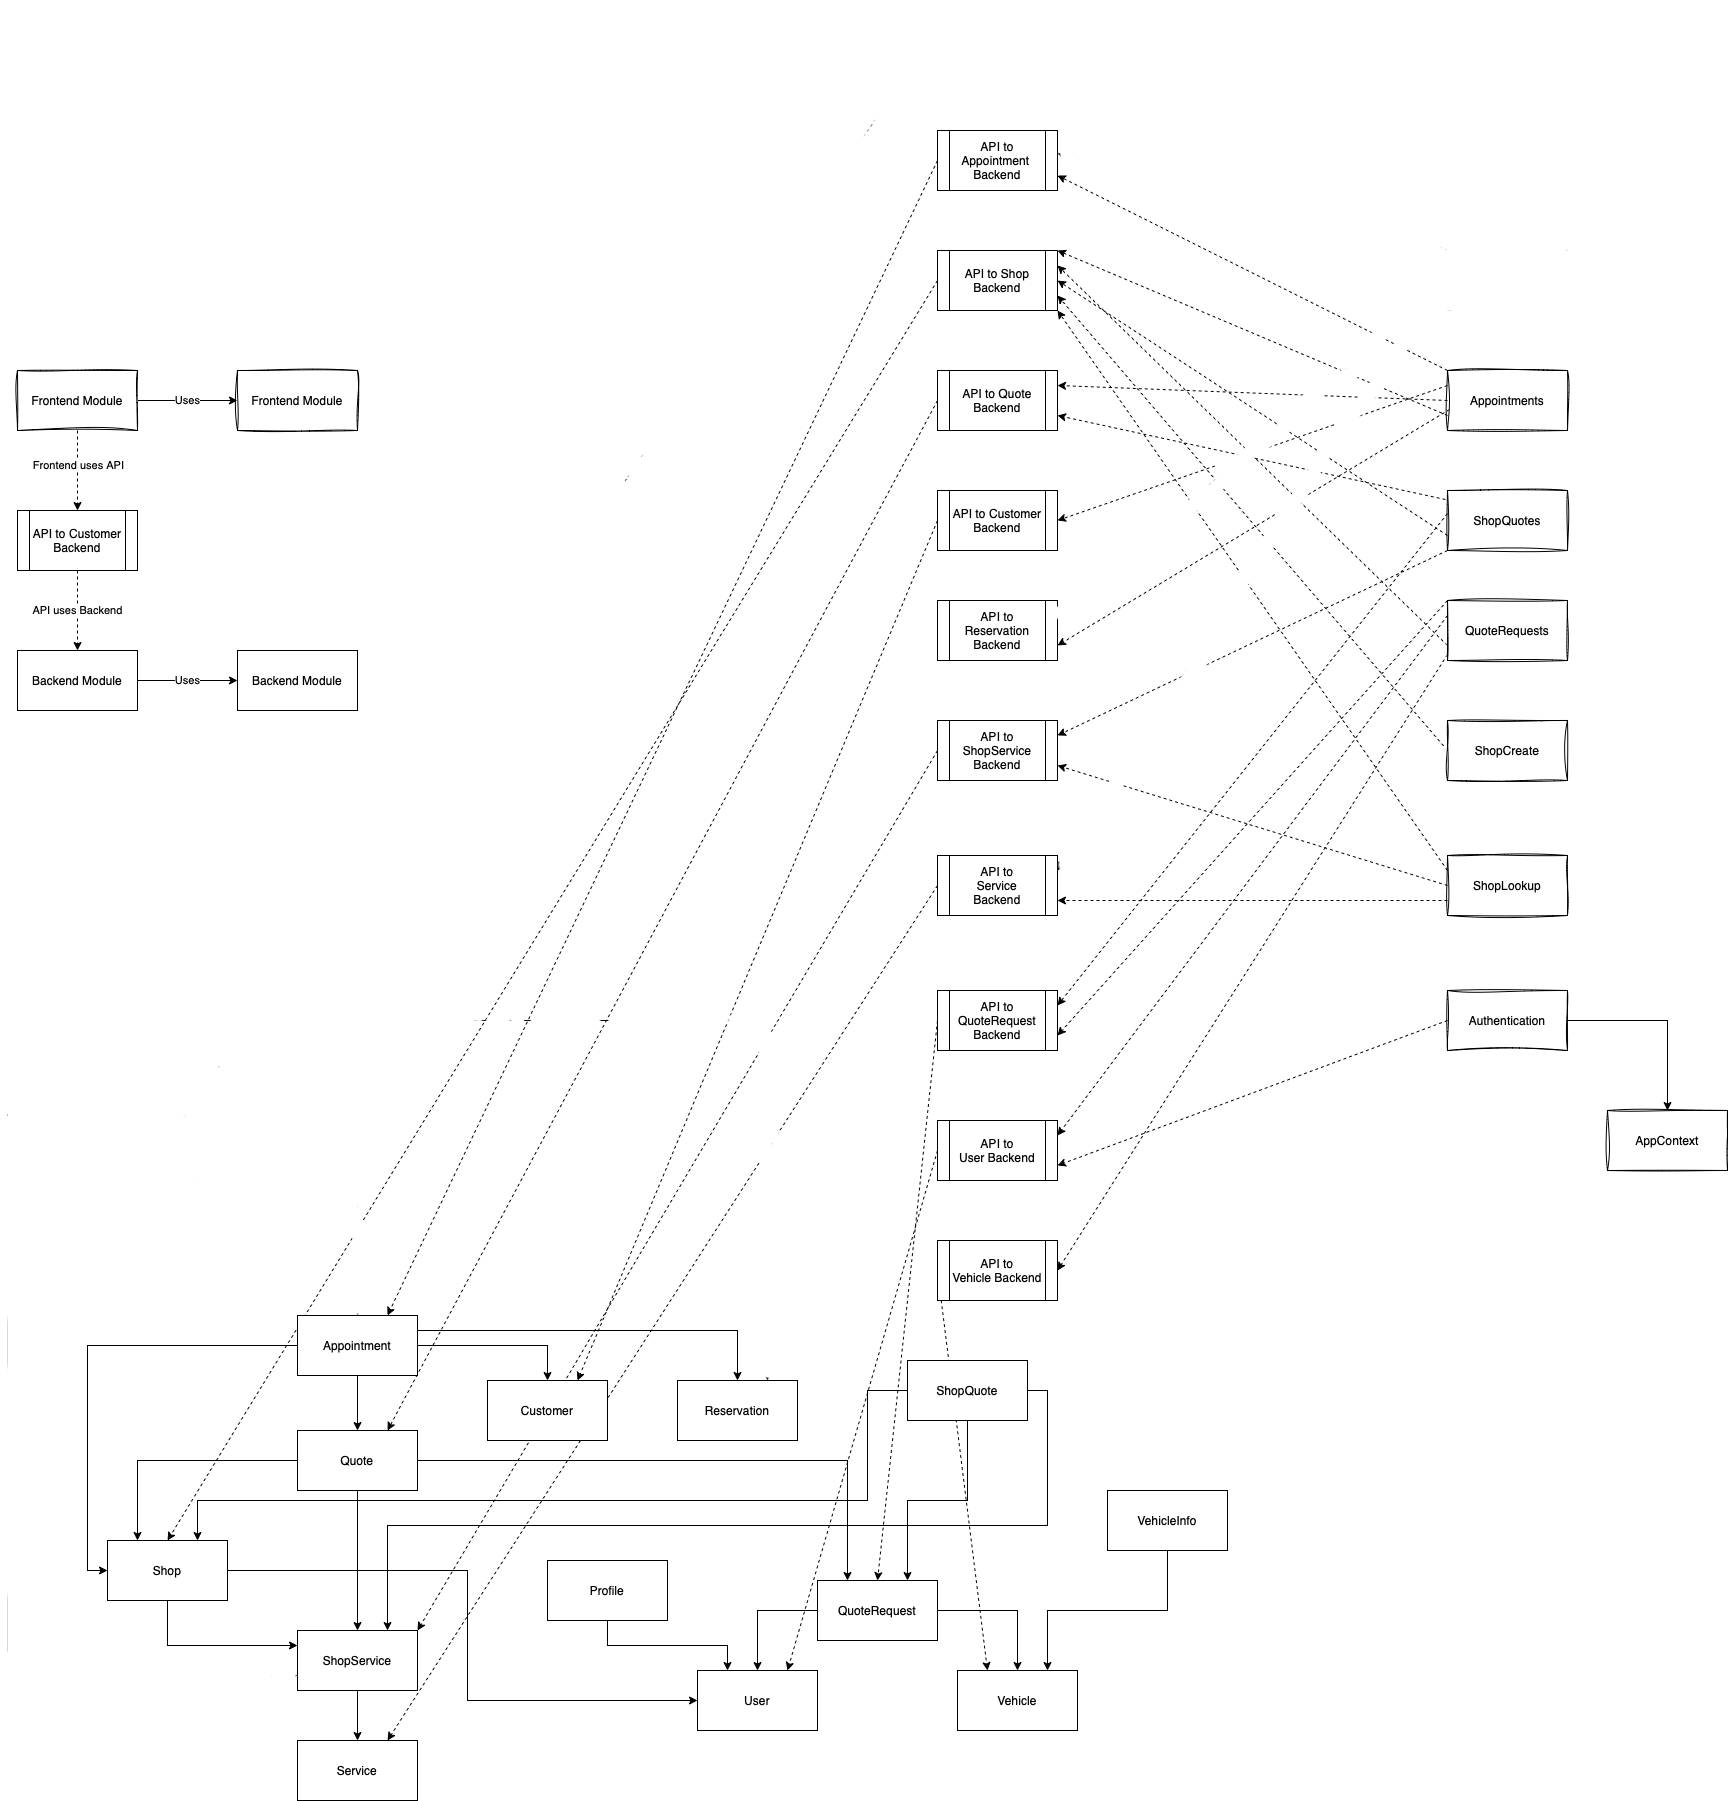 API to
Appointment
Backend
API to Shop
Backend
Frontend Module
Uses
Frontend Module
API to Quote
Backend
Appointments
Frontend uses API
API to Customer
Backend
API to Customer
Backend
ShopQuotes
API uses Backend
API to
Reservation
Backend
QuoteRequests
Backend Module
Uses
Backend Module
API to
ShopService
Backend
ShopCreate
API to
Service
Backend
ShopLookup
API to
QuoteRequest
Backend
Authentication
API to
User Backend
AppContext
API to
Vehicle Backend
Appointment
ShopQuote
Customer
Reservation
Quote
VehicleInfo
Shop
Profile
QuoteRequest
ShopService
User
Vehicle
Service